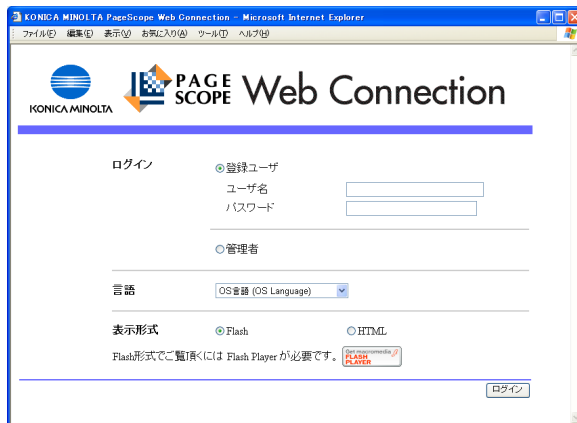 KONICA MINOLTA PageScope Web Connection - Microsoft Internet Explorer
ファイル(F) 編集(E) 表示(V) お気に入り(A) ツール(T) ヘルプ(H)
KONICA MINOLTA
PAGE SCOPE Web Connection
ログイン
登録ユーザ
ユーザ名
パスワード
管理者
言語 OS言語 (OS Language)
表示形式 Flash HTML
Flash形式でご覧頂くには Flash Player が必要です。 Get macromedia FLASH PLAYER
ログイン